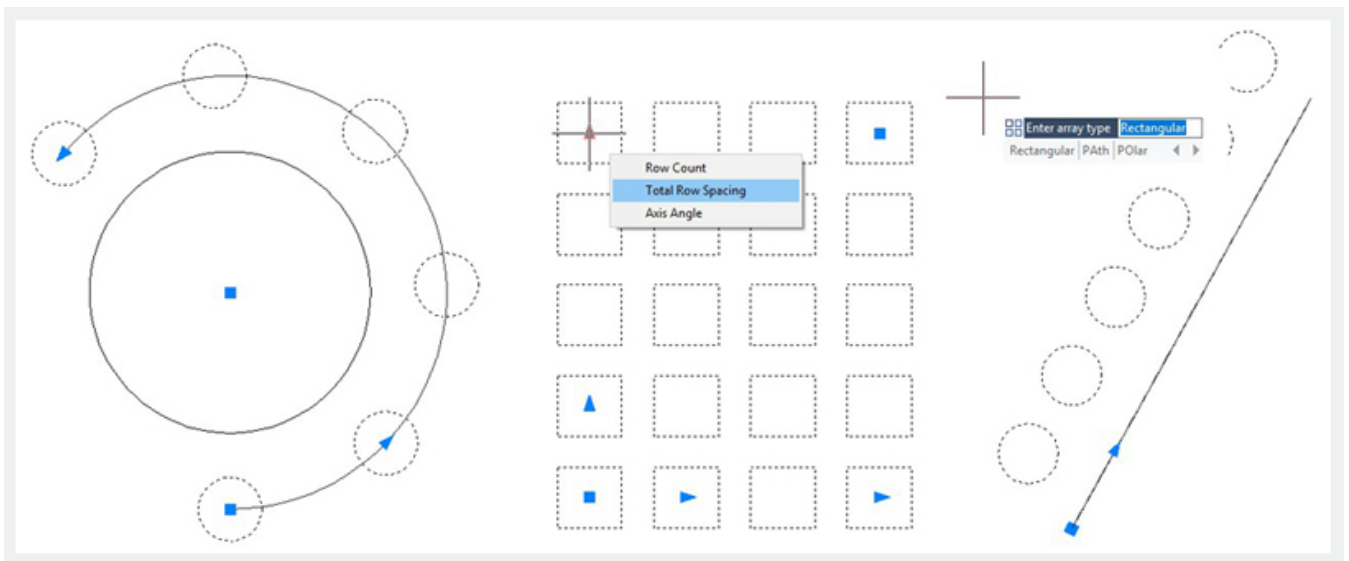 Row Count
Total Row Spacing
Axis Angle
Enter array type Rectangular
Rectangular PAth POlar